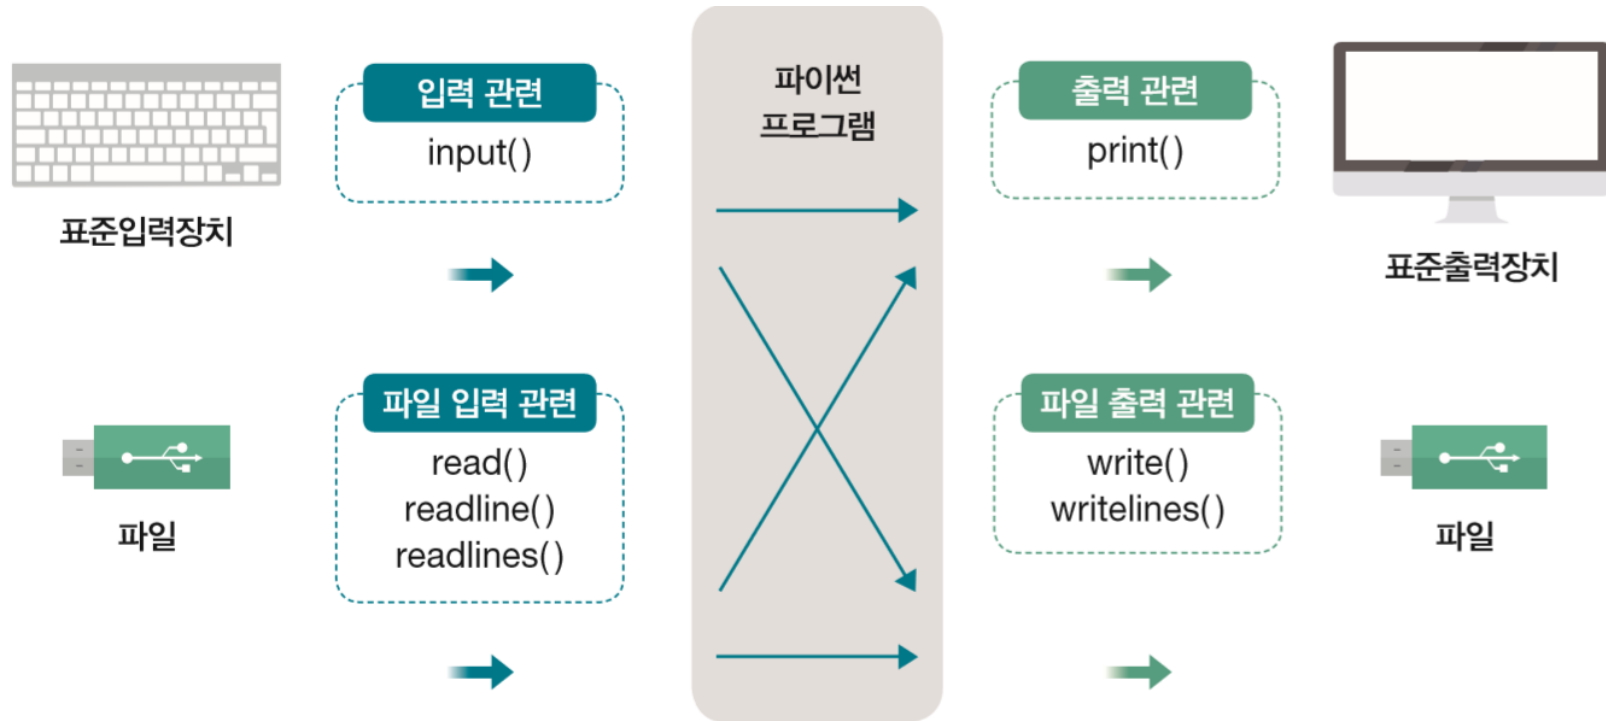 입력 관련
input()
표준입력장치
파이썬
프로그램
출력 관련
print()
표준출력장치
파일 입력 관련
read()
readline()
readlines()
파일
파일 출력 관련
write()
writelines()
파일